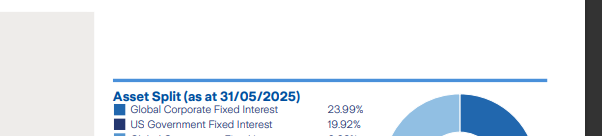 Asset Split (as at 31/05/2025)
Global Corporate Fixed Interest 23.99%
US Government Fixed Interest 19.92%